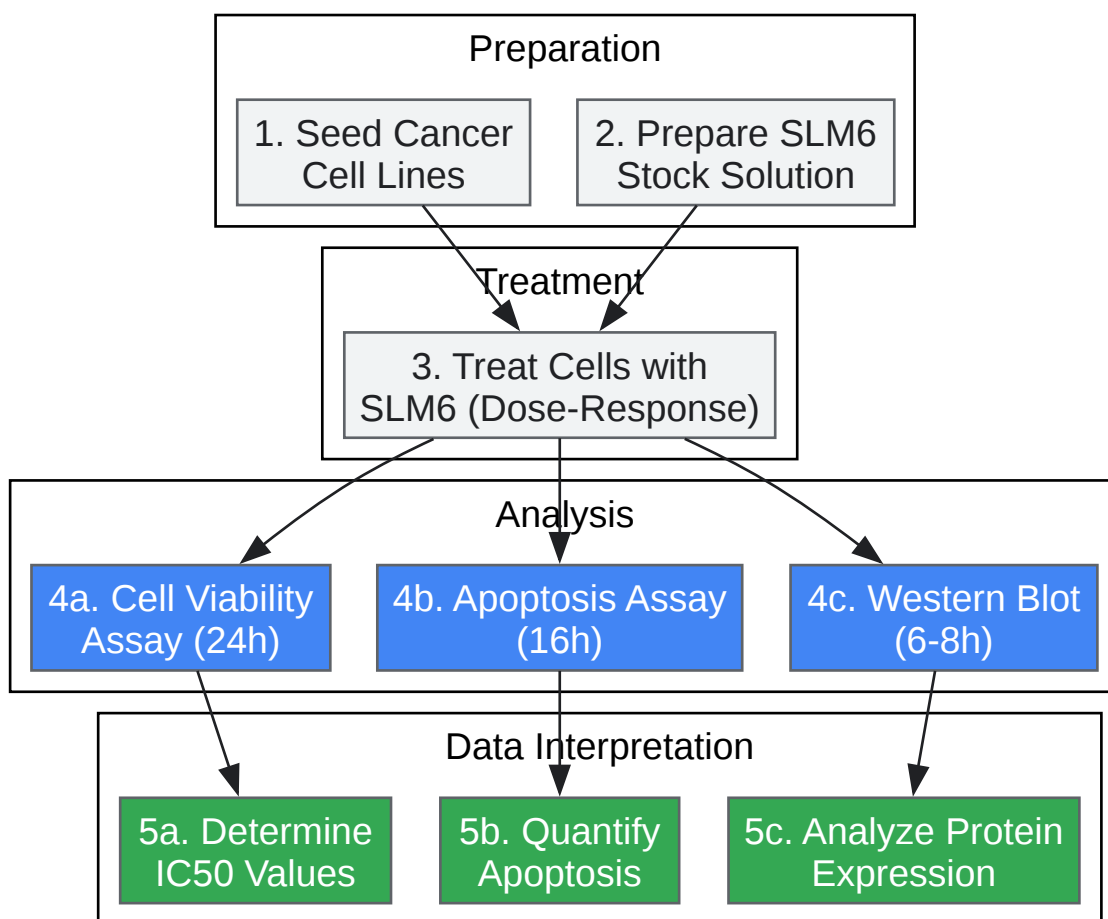 Preparation
1. Seed Cancer
Cell Lines
2. Prepare SLM6
Stock Solution
Treatment
3. Treat Cells with
SLM6 (Dose-Response)
Analysis
4a. Cell Viability
Assay (24h)
4b. Apoptosis Assay
(16h)
4c. Western Blot
(6-8h)
Data Interpretation
5a. Determine
IC50 Values
5b. Quantify
Apoptosis
5c. Analyze Protein
Expression